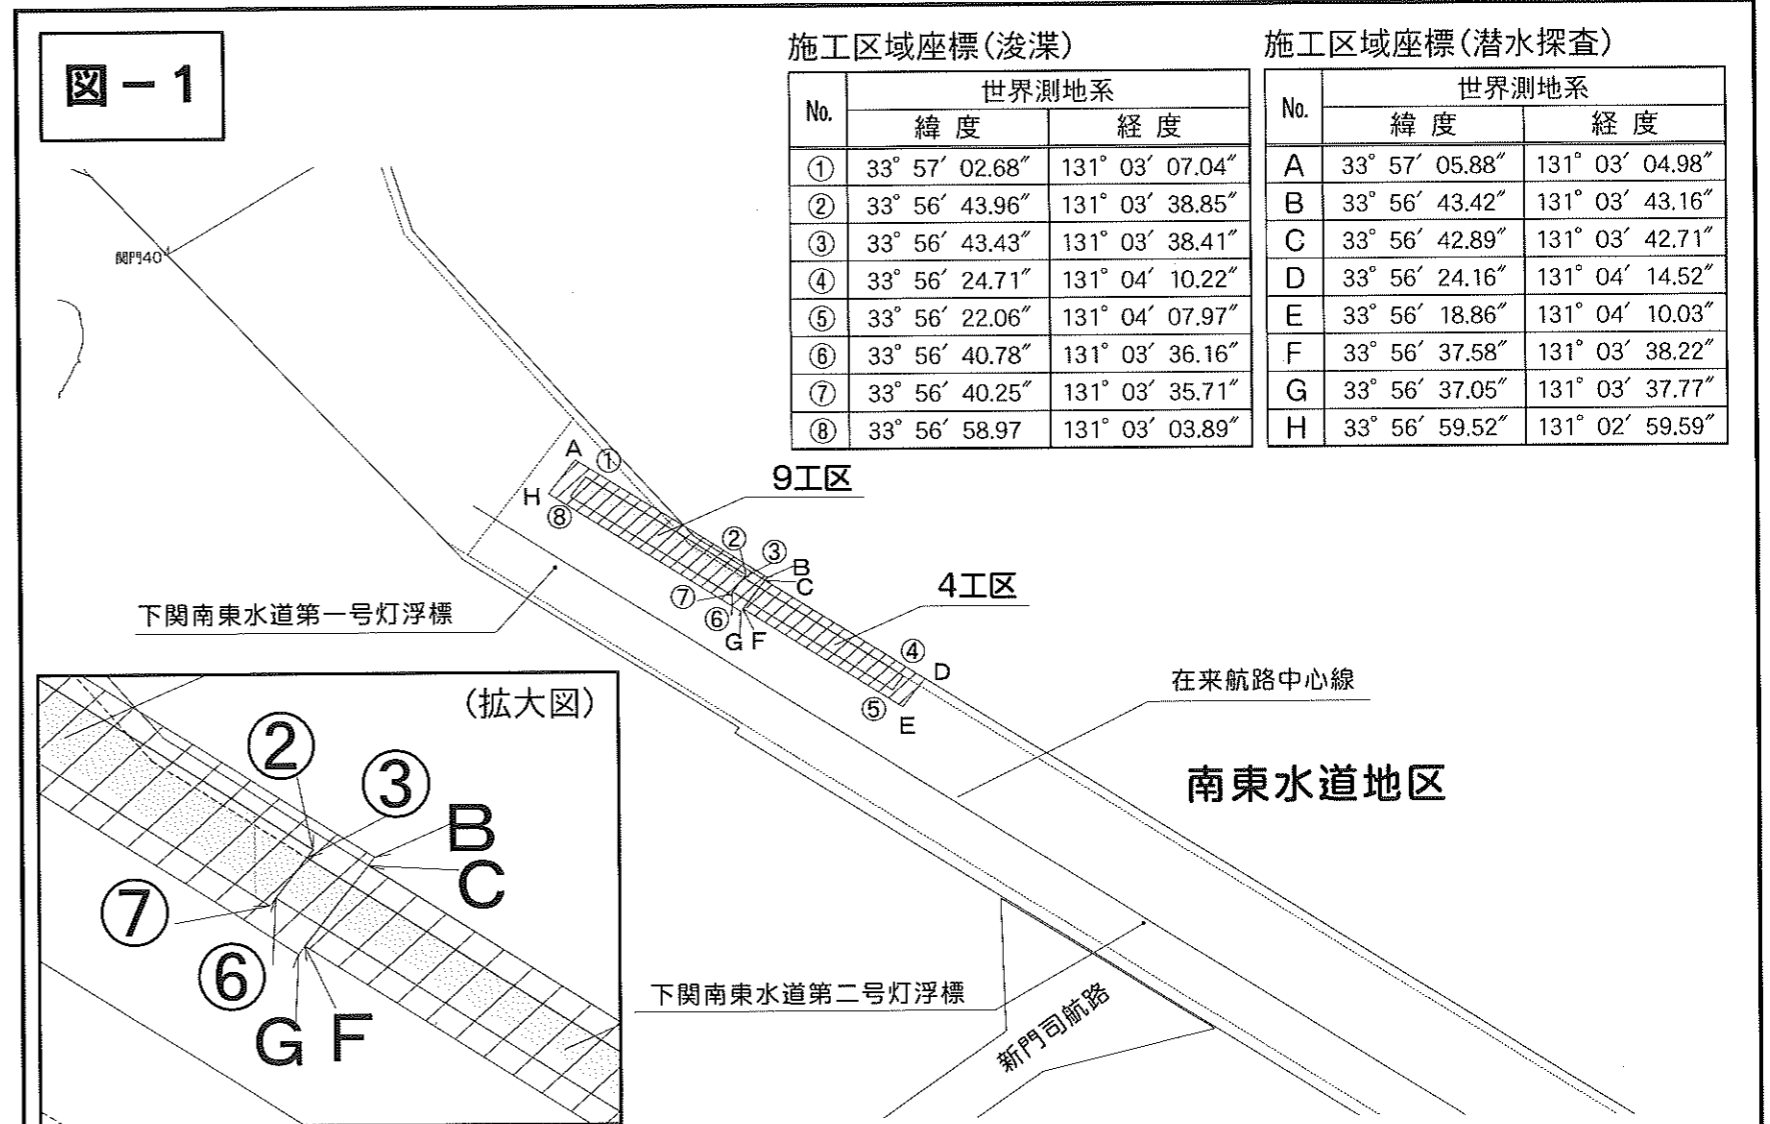 図－1
施工区域座標(浚渫)
No. 世界測地系
緯度 経度
① 33° 57′ 02.68″ 131° 03′ 07.04″
② 33° 56′ 43.96″ 131° 03′ 38.85″
③ 33° 56′ 43.43″ 131° 03′ 38.41″
④ 33° 56′ 24.71″ 131° 04′ 10.22″
⑤ 33° 56′ 22.06″ 131° 04′ 07.97″
⑥ 33° 56′ 40.78″ 131° 03′ 36.16″
⑦ 33° 56′ 40.25″ 131° 03′ 35.71″
⑧ 33° 56′ 58.97 131° 03′ 03.89″
施工区域座標(潜水探査)
No. 世界測地系
緯度 経度
A 33° 57′ 05.88″ 131° 03′ 04.98″
B 33° 56′ 43.42″ 131° 03′ 43.16″
C 33° 56′ 42.89″ 131° 03′ 42.71″
D 33° 56′ 24.16″ 131° 04′ 14.52″
E 33° 56′ 18.86″ 131° 04′ 10.03″
F 33° 56′ 37.58″ 131° 03′ 38.22″
G 33° 56′ 37.05″ 131° 03′ 37.77″
H 33° 56′ 59.52″ 131° 02′ 59.59″
関門40
A
①
H
⑧
9工区
②
③
B
C
⑦
⑥
G
F
4工区
④
D
⑤
E
下関南東水道第一号灯浮標
在来航路中心線
南東水道地区
下関南東水道第二号灯浮標
新門司航路
(拡大図)
②
③
B
C
⑦
⑥
G
F